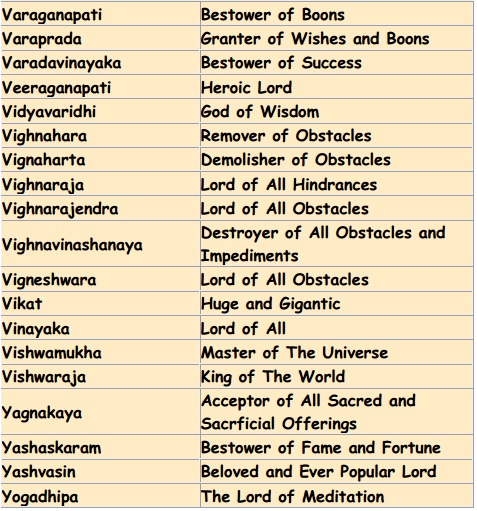 Varaganapati Bestower of Boons
Varaprada Granter of Wishes and Boons
Varadavinayaka Bestower of Success
Veeraganapati Heroic Lord
Vidyavaridhi God of Wisdom
Vighnahara Remover of Obstacles
Vignaharta Demolisher of Obstacles
Vighnaraja Lord of All Hindrances
Vighnarajendra Lord of All Obstacles
Vighnavinashanaya Destroyer of All Obstacles and
Impediments
Vigneshwara Lord of All Obstacles
Vikat Huge and Gigantic
Vinayaka Lord of All
Vishwamukha Master of The Universe
Vishwaraja King of The World
Yagnakaya Acceptor of All Sacred and
Sacrficial Offerings
Yashaskaram Bestower of Fame and Fortune
Yashvasin Beloved and Ever Popular Lord
Yogadhipa The Lord of Meditation